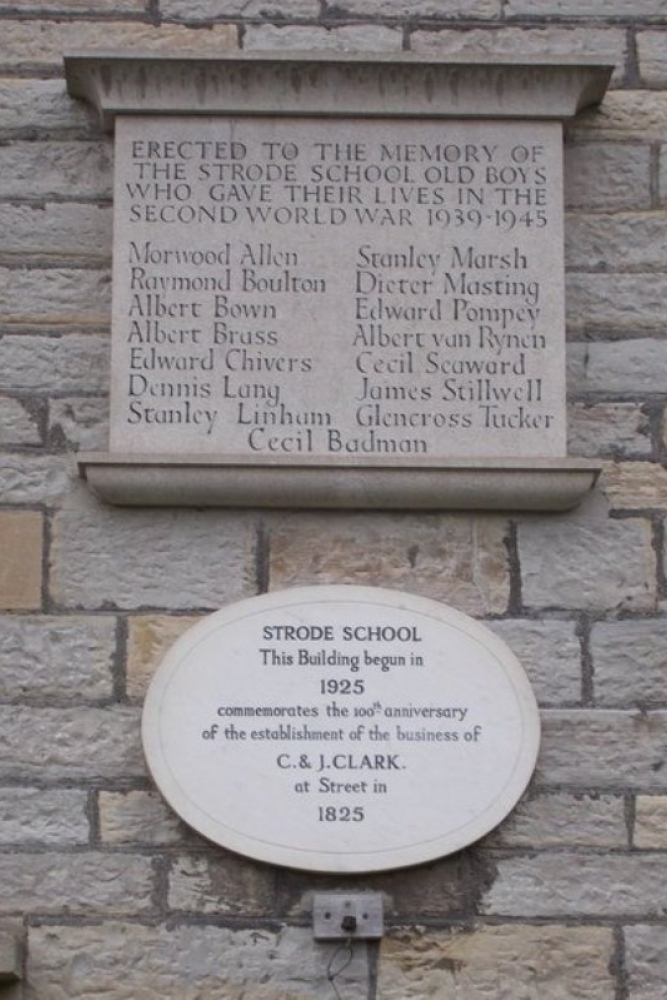 ERECTED TO THE MEMORY OF
THE STRODE SCHOOL OLD BOYS
WHO GAVE THEIR LIVES IN THE
SECOND WORLD WAR 1939-1945
Morwood Allen
Raymond Boulton
Albert Bown
Albert Brass
Edward Chivers
Dennis Lang
Stanley Linham
Stanley Marsh
Dieter Masting
Edward Pompey
Albert van Rynen
Cecil Seaward
James Stillwell
Glencross Tucker
Cecil Badman
STRODE SCHOOL
This Building begun in
1925
commemorates the 100th anniversary
of the establishment of the business of
C. & J. CLARK.
at Street in
1825